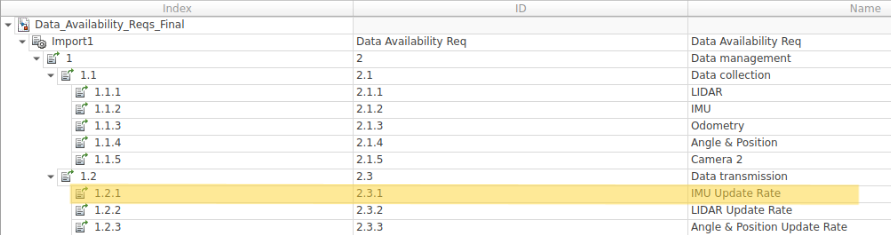 Index ID Name
Data_Availability_Reqs_Final
Import1 Data Availability Req Data Availability Req
1 2 Data management
1.1 2.1 Data collection
1.1.1 2.1.1 LIDAR
1.1.2 2.1.2 IMU
1.1.3 2.1.3 Odometry
1.1.4 2.1.4 Angle & Position
1.1.5 2.1.5 Camera 2
1.2 2.3 Data transmission
1.2.1 2.3.1 IMU Update Rate
1.2.2 2.3.2 LIDAR Update Rate
1.2.3 2.3.3 Angle & Position Update Rate